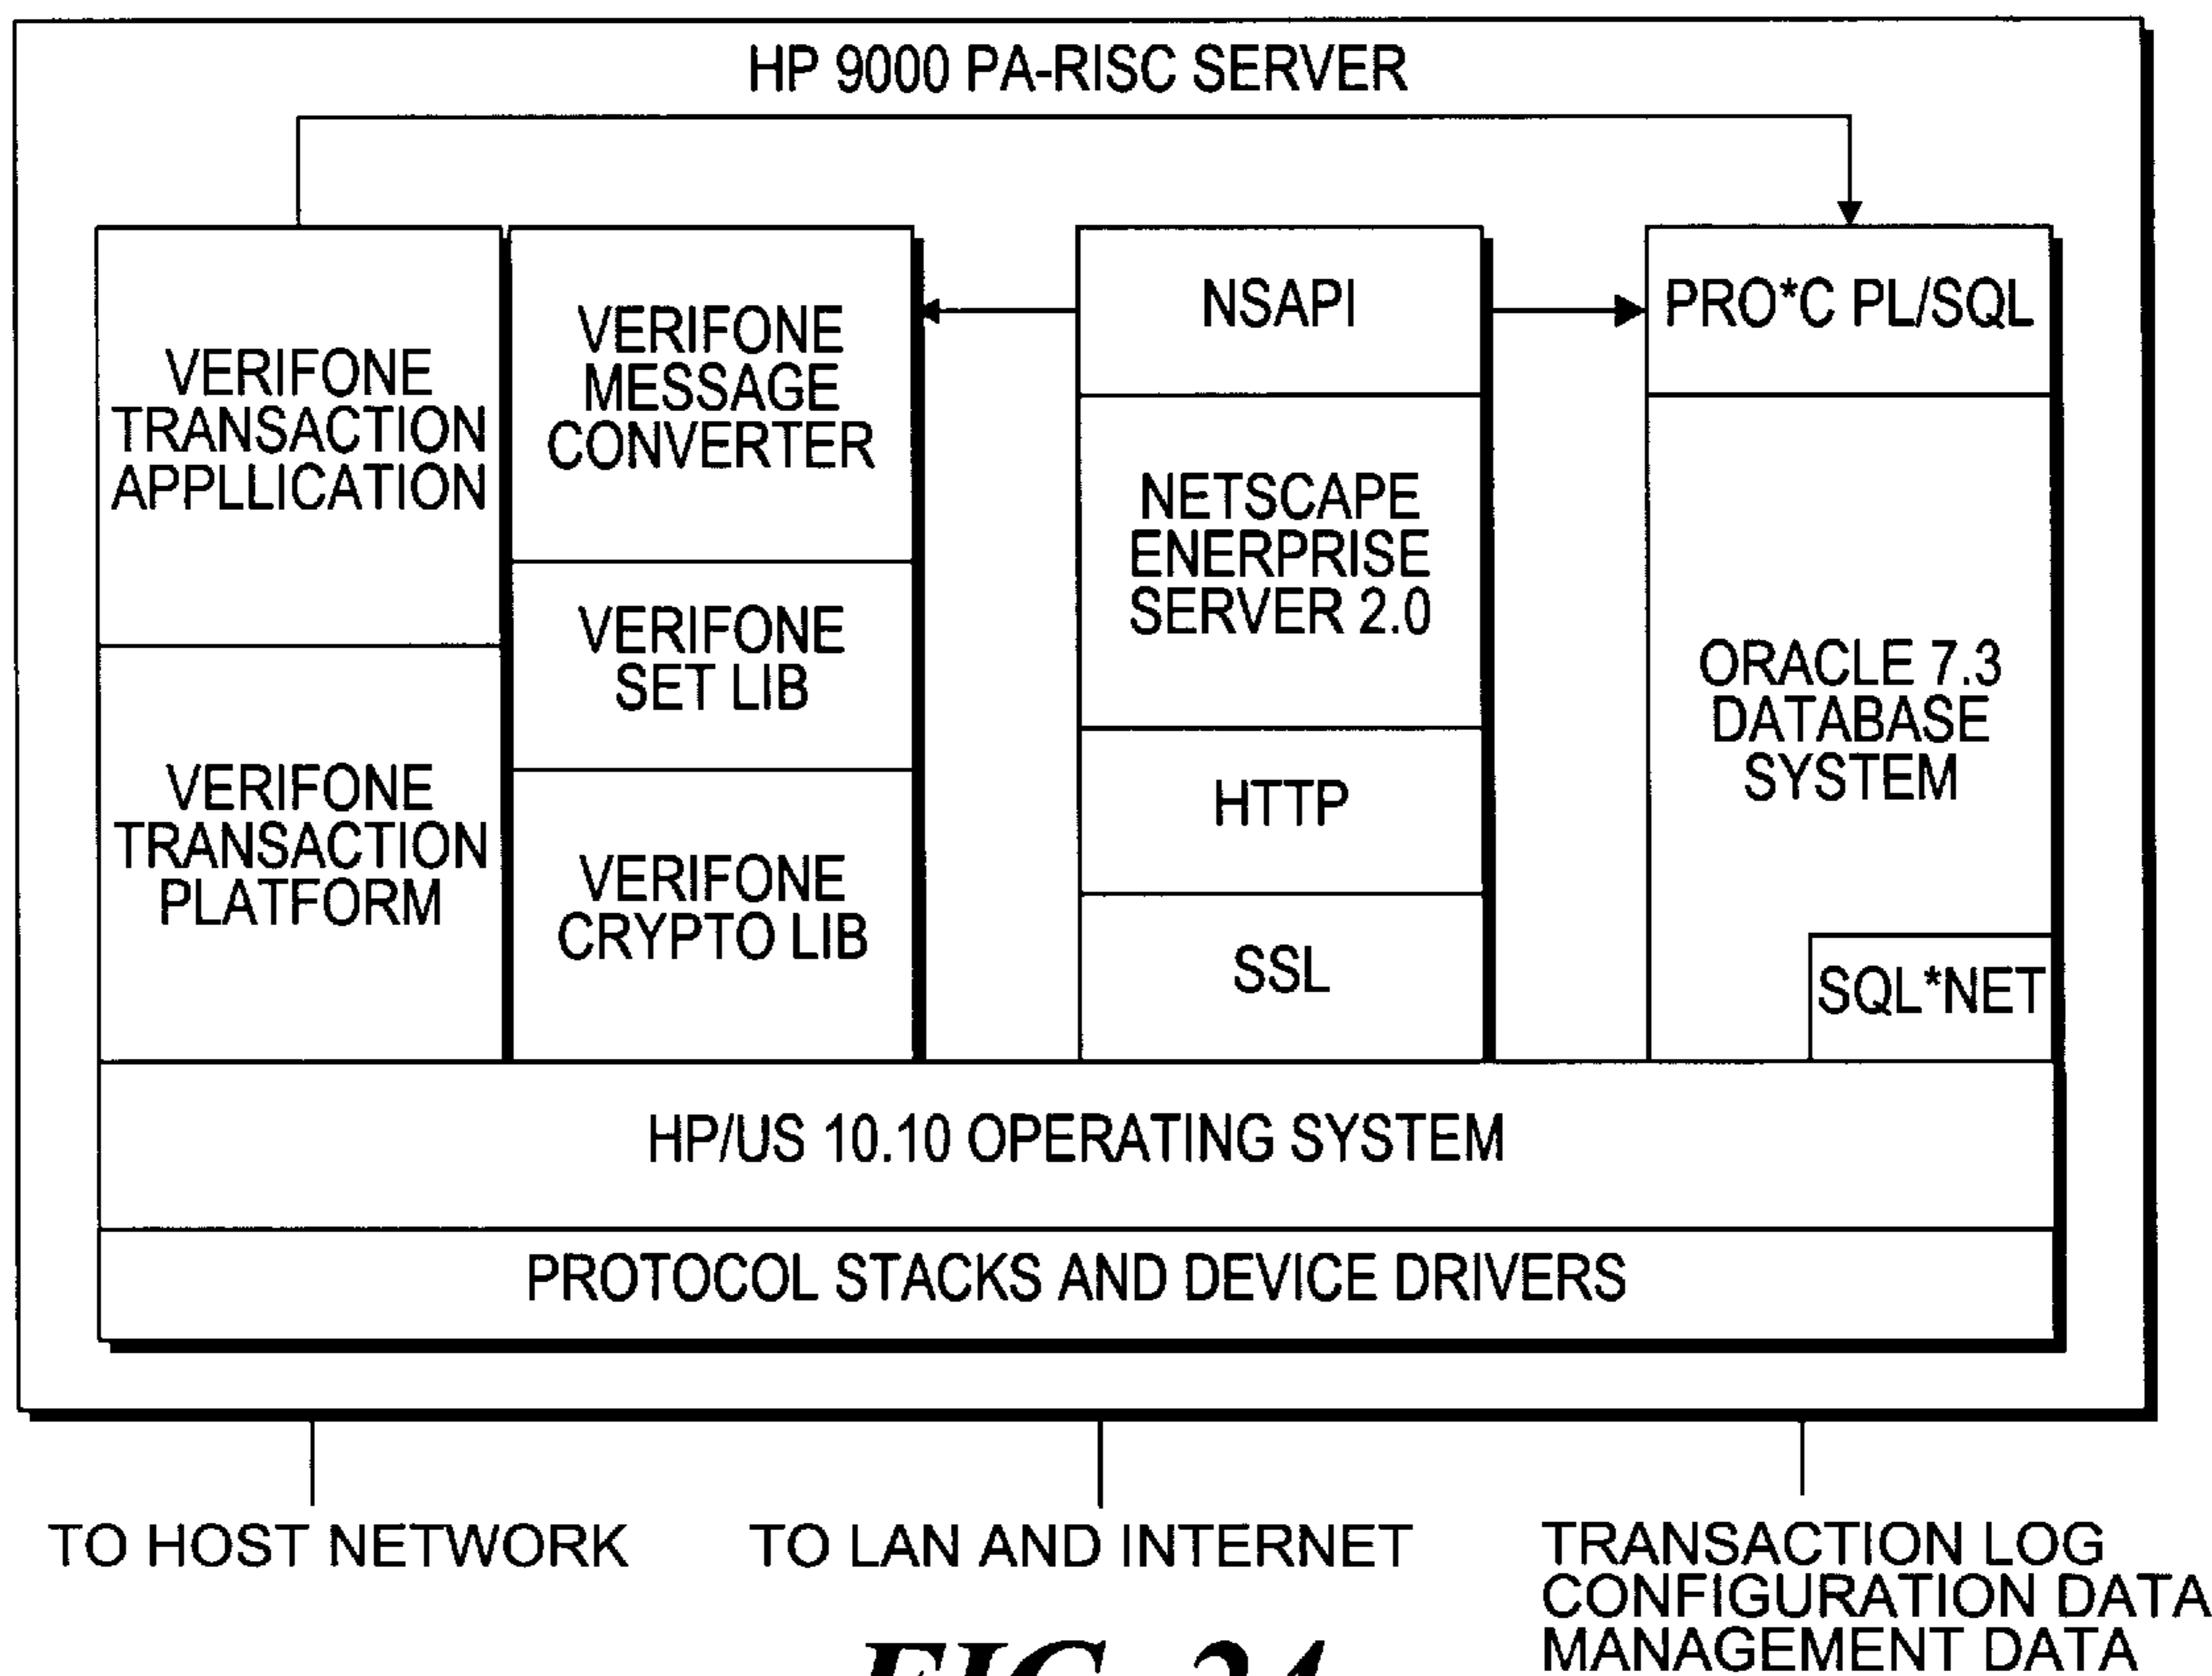 HP 9000 PA-RISC SERVER
VERIFONE
TRANSACTION
APPLLICATION
VERIFONE
TRANSACTION
PLATFORM
VERIFONE
MESSAGE
CONVERTER
VERIFONE
SET LIB
VERIFONE
CRYPTO LIB
NSAPI
NETSCAPE
ENERPRISE
SERVER 2.0
HTTP
SSL
PRO*C PL/SQL
ORACLE 7.3
DATABASE
SYSTEM
SQL*NET
HP/US 10.10 OPERATING SYSTEM
PROTOCOL STACKS AND DEVICE DRIVERS
TO HOST NETWORK
TO LAN AND INTERNET
TRANSACTION LOG
CONFIGURATION DATA
MANAGEMENT DATA